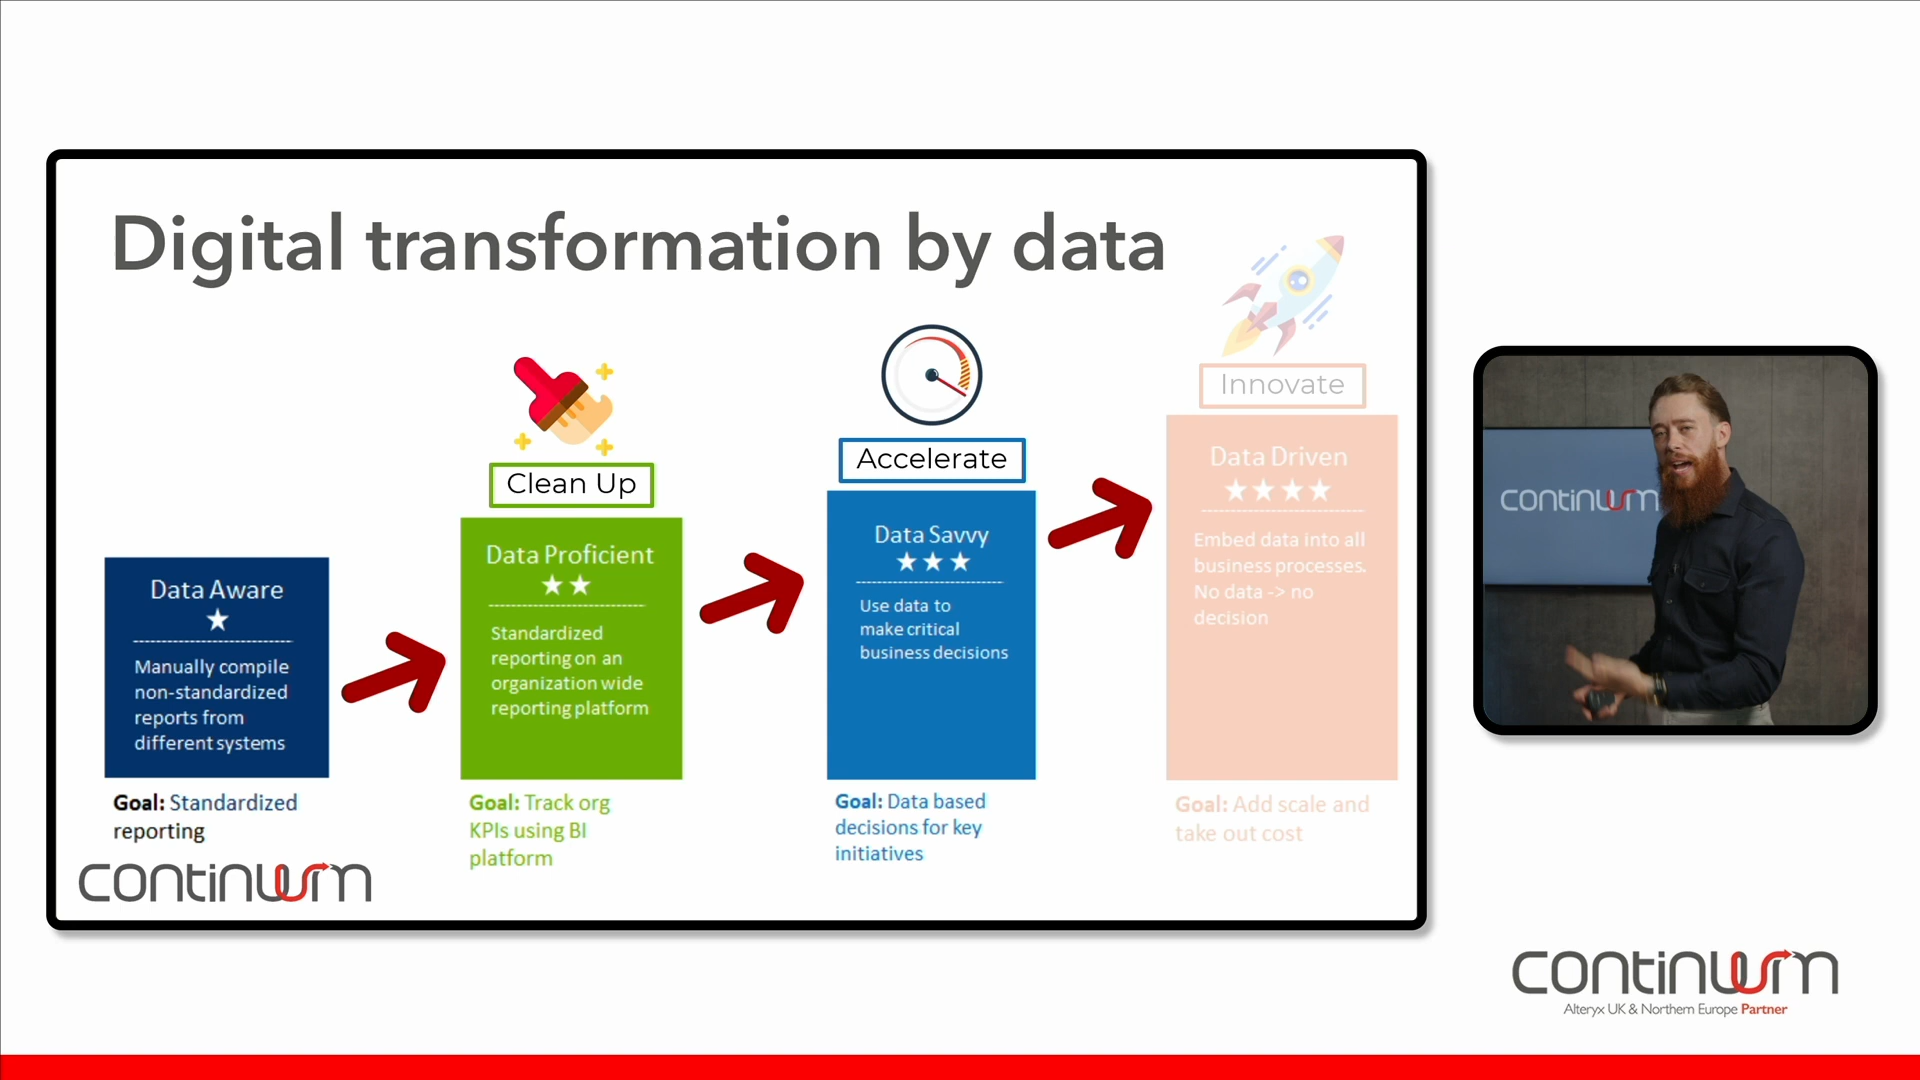 Digital transformation by data
Data Aware
Manually compile
non-standardized
reports from
different systems
Goal: Standardized
reporting
Clean Up
Data Proficient
Standardized
reporting on an
organization wide
reporting platform
Goal: Track org
KPIs using BI
platform
Accelerate
Data Savvy
Use data to
make critical
business decisions
Goal: Data based
decisions for key
initiatives
Innovate
Data Driven
Embed data into all
business processes.
No data -> no
decision
Goal: Add scale and
take out cost
continuum
continuum
continuum
Alteryx UK & Northern Europe Partner